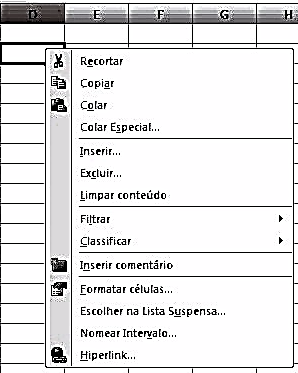 D E F G H
Recortar
Copiar
Colar
Colar Especial...
Inserir...
Excluir...
Limpar conteúdo
Filtrar
Classificar
Inserir comentário
Formatar células...
Escolher na Lista Suspensa...
Nomear Intervalo...
Hiperlink...